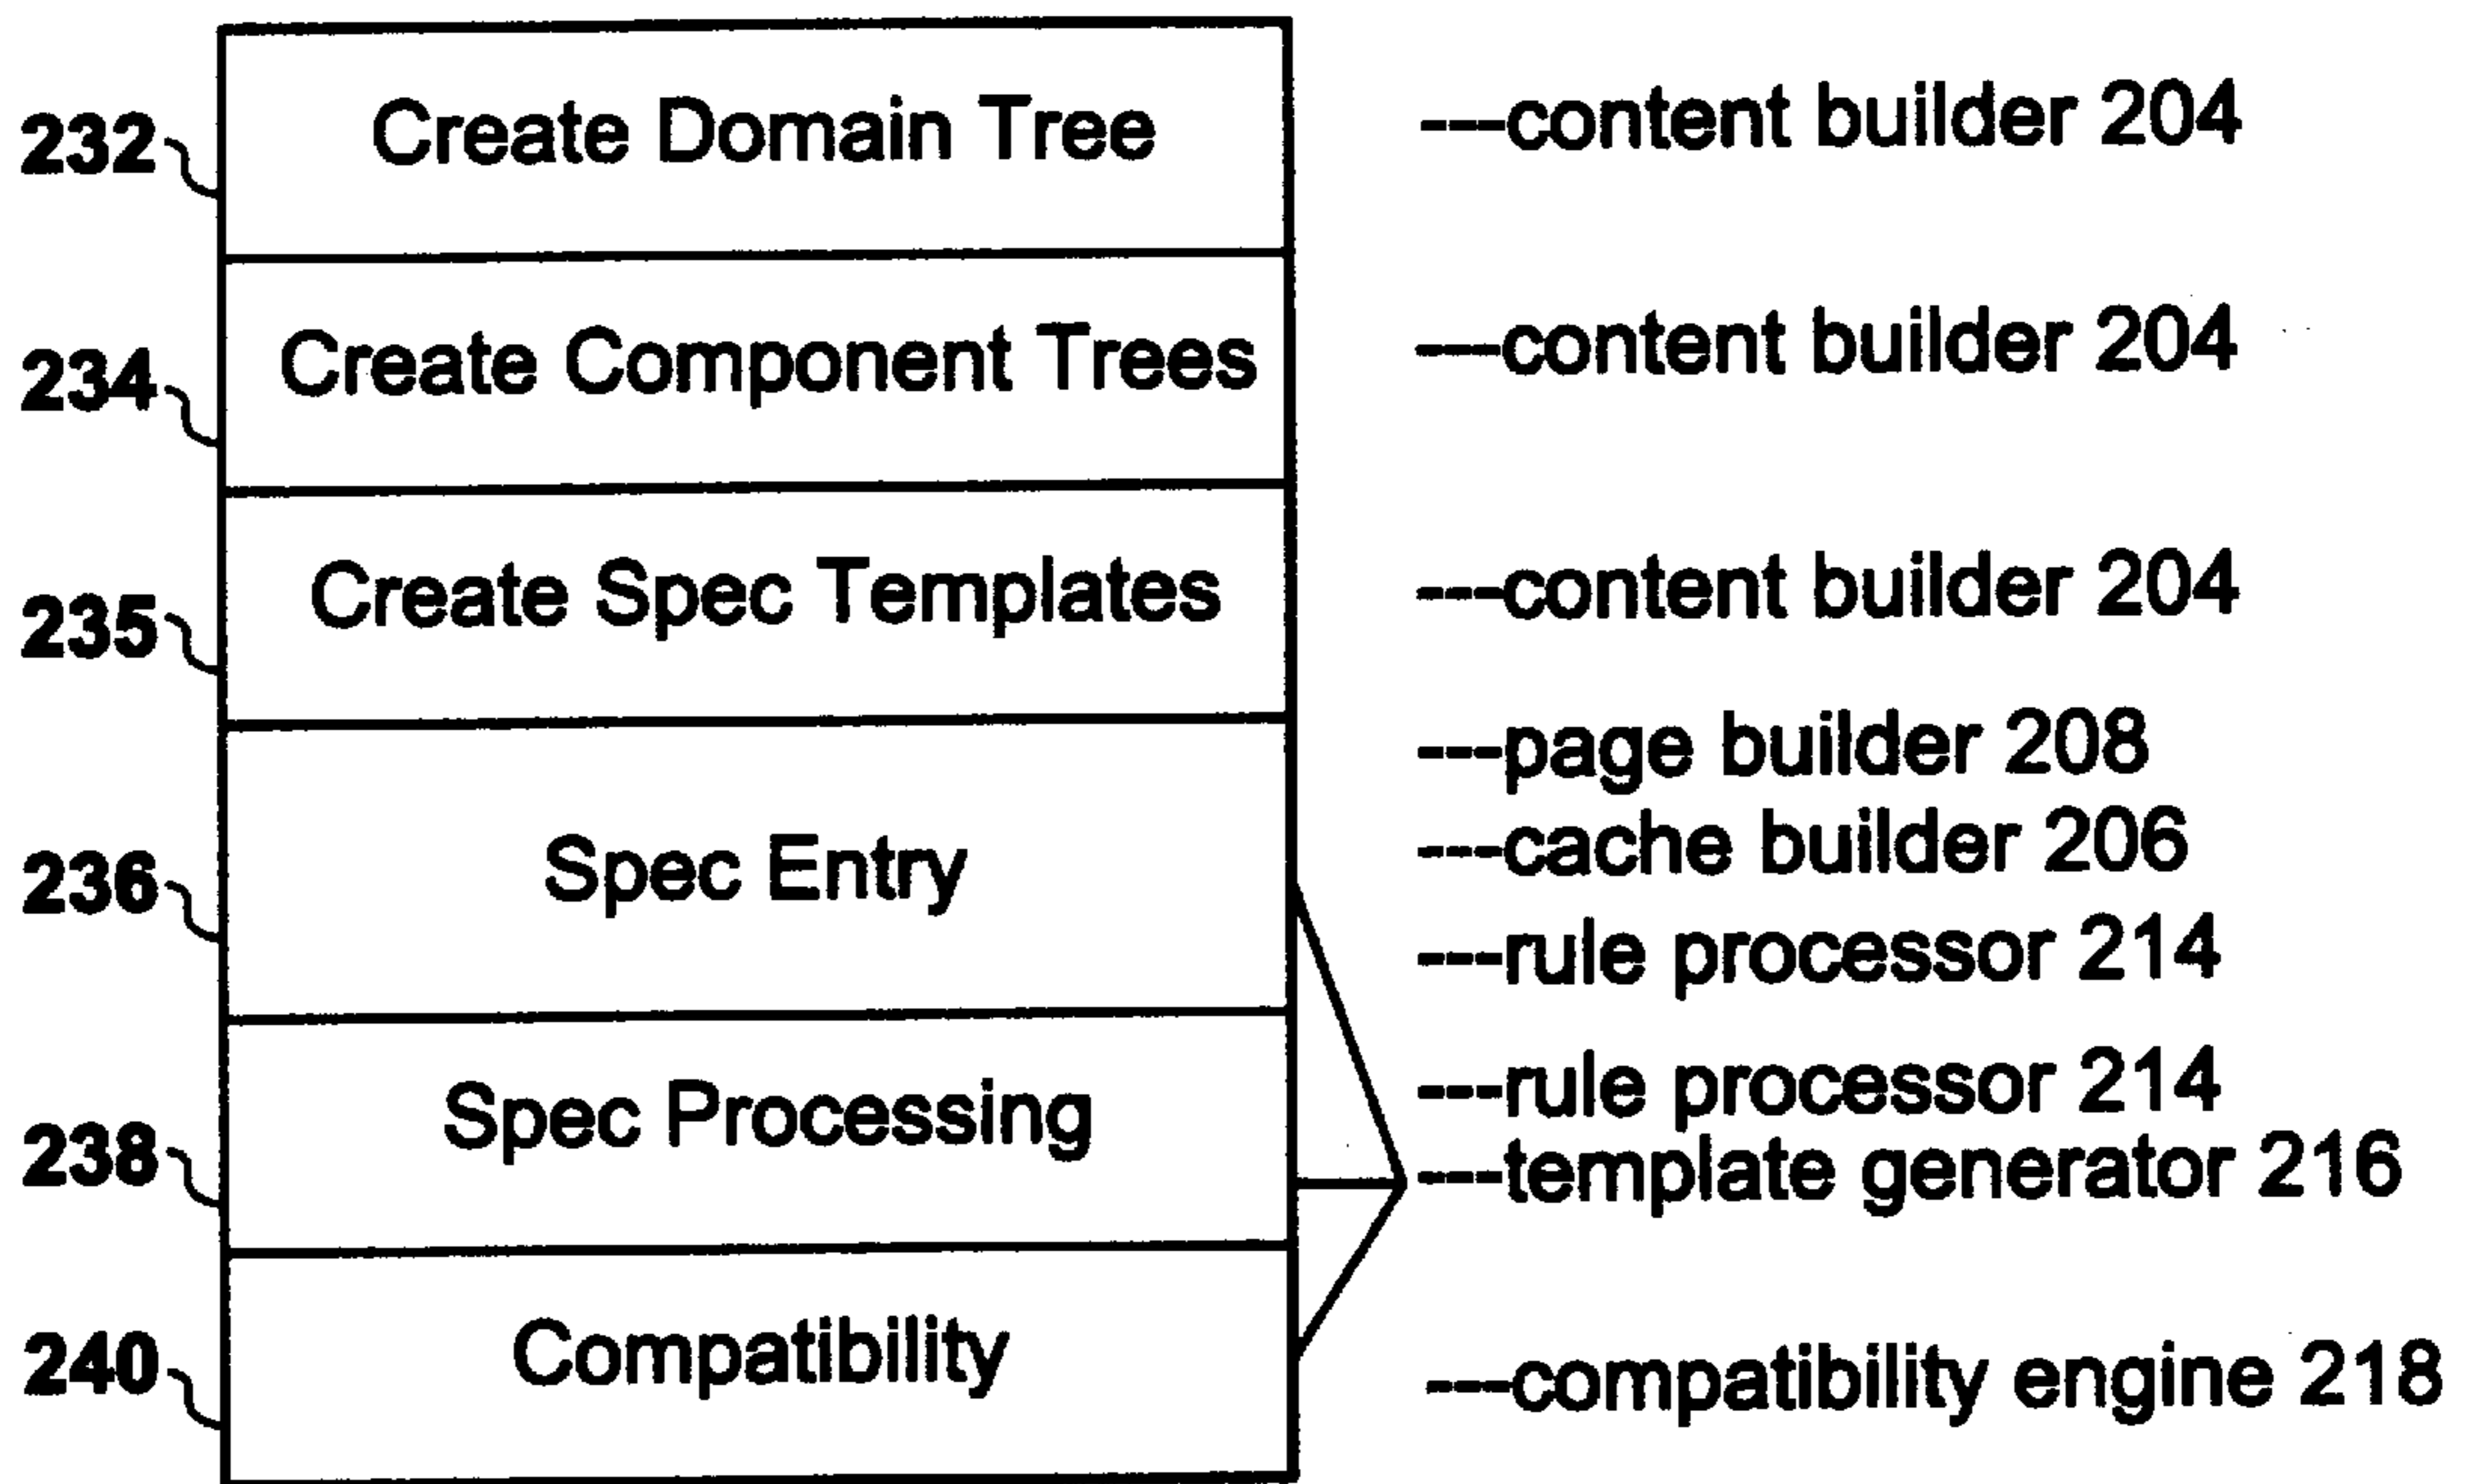 232 Create Domain Tree ---content builder 204
234 Create Component Trees ---content builder 204
235 Create Spec Templates ---content builder 204
---page builder 208
236 Spec Entry ---cache builder 206
---rule processor 214
238 Spec Processing ---rule processor 214
---template generator 216
240 Compatibility ---compatibility engine 218